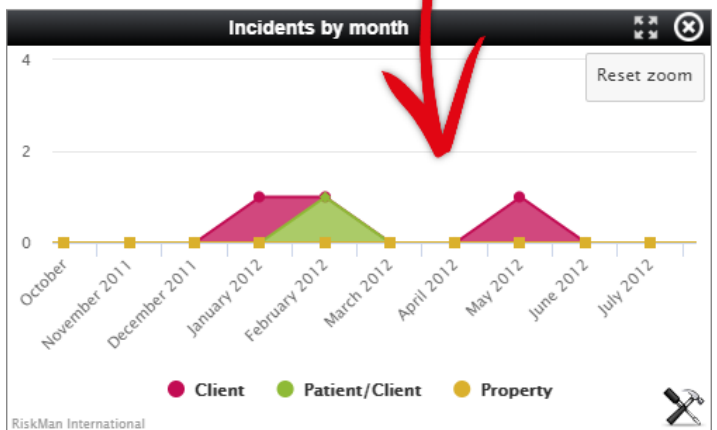 Incidents by month
Reset zoom
4
2
0
October
November 2011
December 2011
January 2012
February 2012
March 2012
April 2012
May 2012
June 2012
July 2012
Client
Patient/Client
Property
RiskMan International